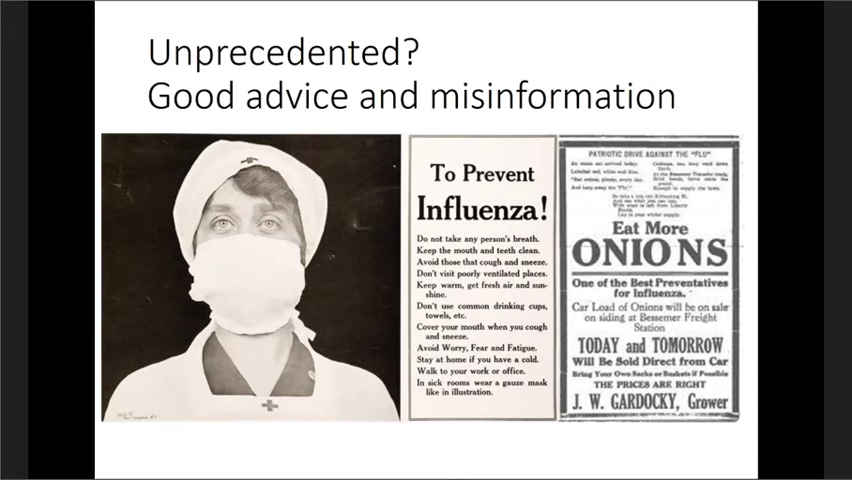 Unprecedented?
Good advice and misinformation
To Prevent
Influenza!
Do not take any person's breath.
Keep the mouth and teeth clean.
Avoid those that cough and sneeze.
Don't visit poorly ventilated places.
Keep warm, get fresh air and sun-
shine.
Don't use common drinking cups,
towels, etc.
Cover your mouth when you cough
and sneeze.
Avoid Worry, Fear and Fatigue.
Stay at home if you have a cold.
Walk to your work or office.
In sick rooms wear a gauze mask
like in illustration.
PATRIOTIC DRIVE AGAINST THE "FLU"
Eat More
ONIONS
One of the Best Preventatives
for Influenza.
Car Load of Onions will be on sale
on siding at Bessemer Freight
Station
TODAY and TOMORROW
Will Be Sold Direct from Car
Bring Your Own Sacks or Baskets if Possible
THE PRICES ARE RIGHT
J. W. GARDOCKY, Grower